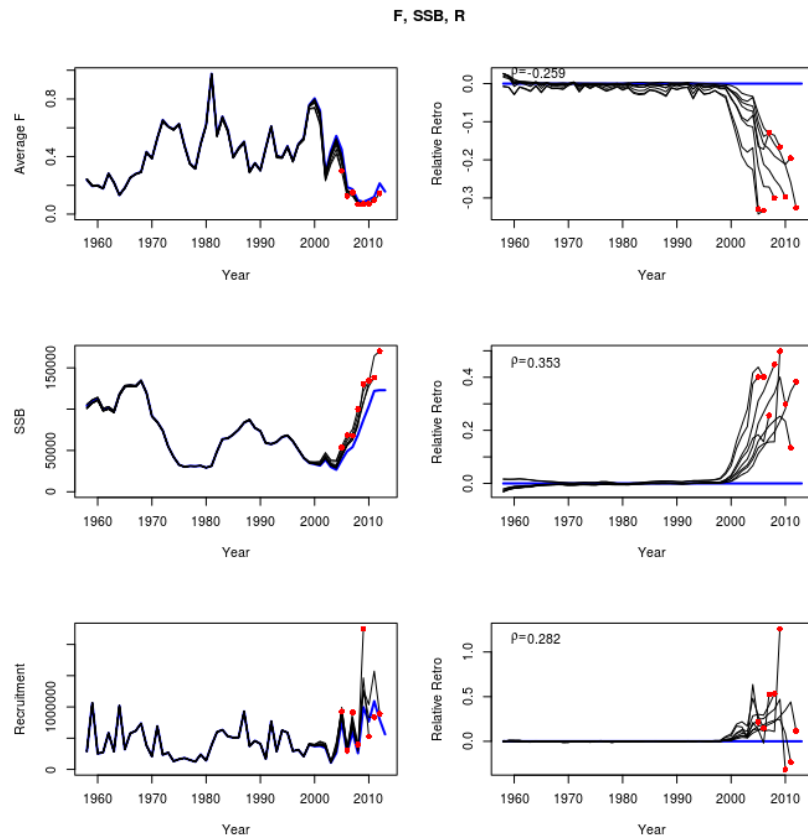 F, SSB, R
Average F
0.0
0.4
0.8
1960 1970 1980 1990 2000 2010
Year
Relative Retro
-0.3
-0.2
-0.1
0.0
ρ=-0.259
1960 1970 1980 1990 2000 2010
Year
SSB
0
50000
150000
1960 1970 1980 1990 2000 2010
Year
Relative Retro
0.0
0.2
0.4
ρ=0.353
1960 1970 1980 1990 2000 2010
Year
Recruitment
0
1000000
1960 1970 1980 1990 2000 2010
Year
Relative Retro
0.0
0.5
1.0
ρ=0.282
1960 1970 1980 1990 2000 2010
Year